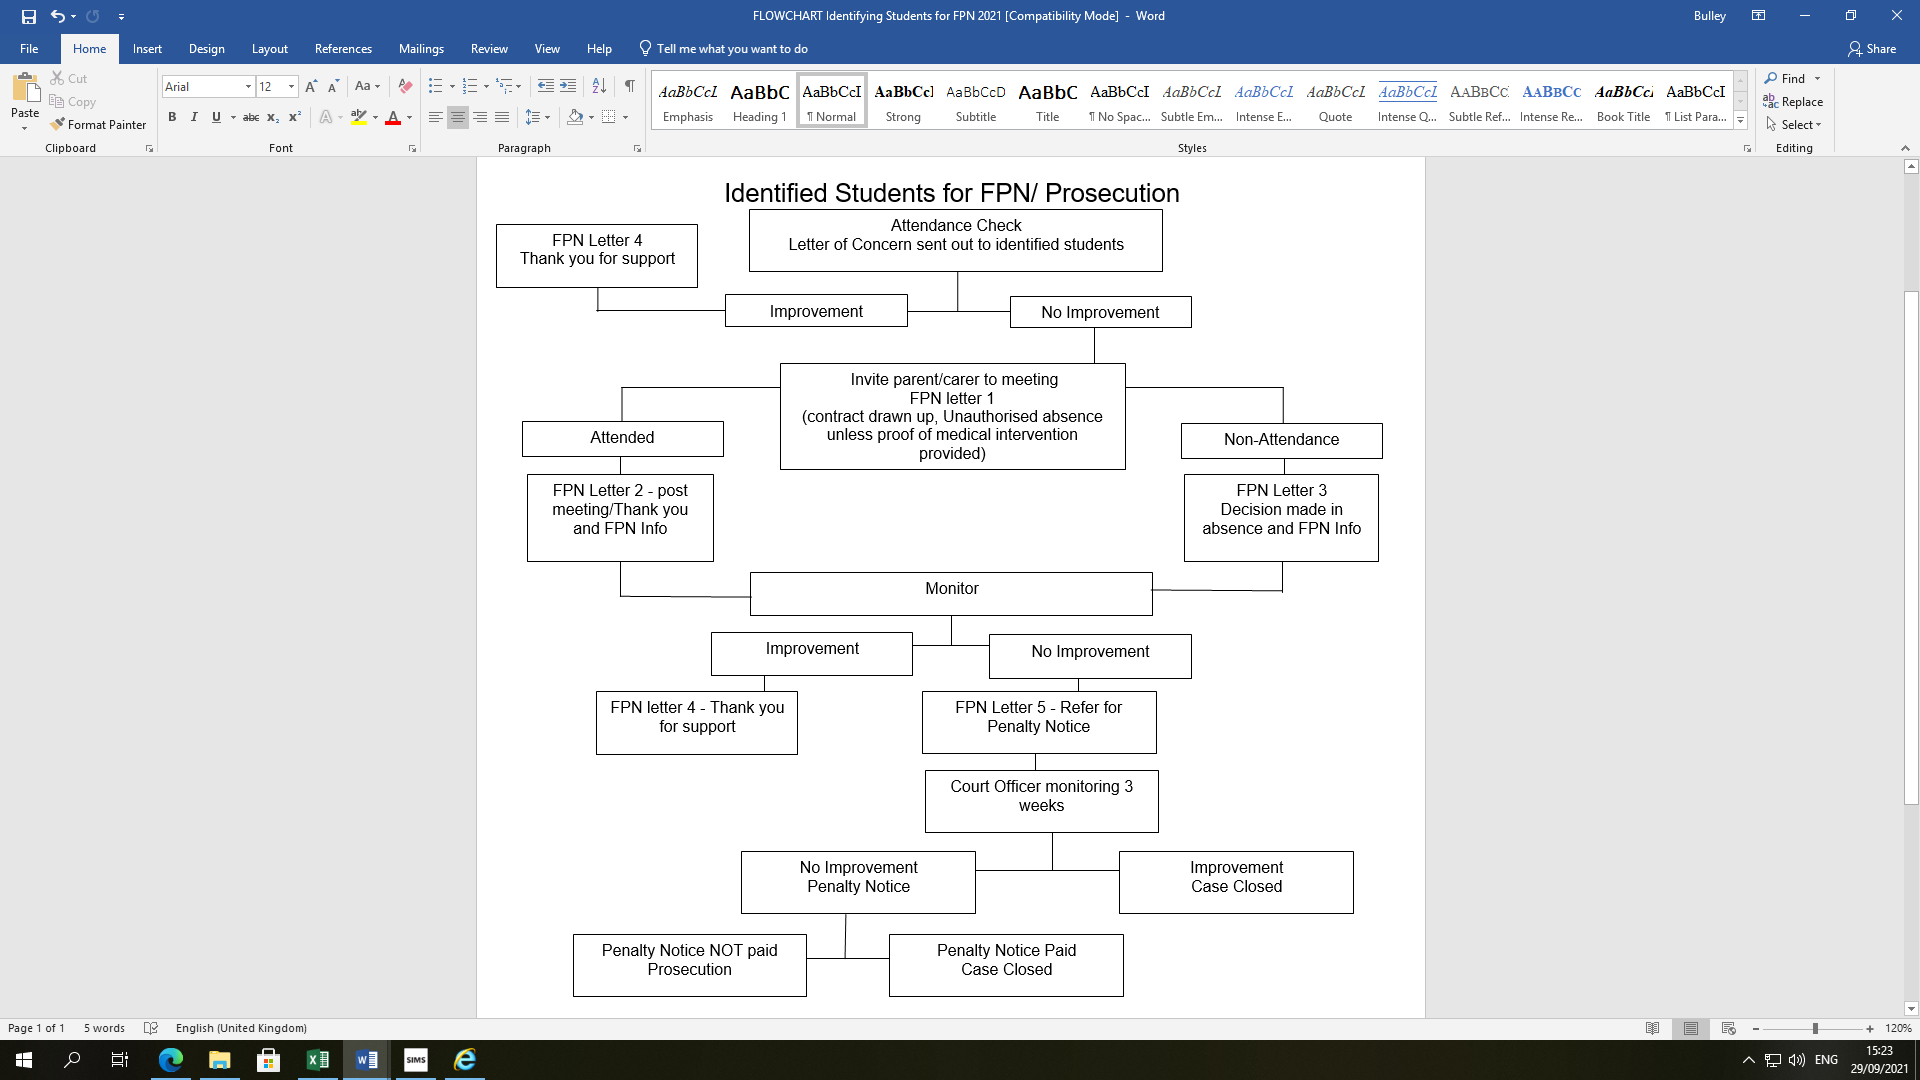 FLOWCHART Identifying Students for FPN 2021 [Compatibility Mode] - Word
Bulley
File Home Insert Design Layout References Mailings Review View Help Tell me what you want to do Share
Paste
Cut
Copy
Format Painter
Clipboard
Arial 12
Aa
B I U abc x₂ x²
Font
Paragraph
AaBbCcL AaBbC AaBbCcI AaBbCcI AaBbCcD AaBbC AaBbCcI AaBbCcL AaBbCcL AaBbCcL AaBbCcL AABBCC AABBCC AaBbCcI AaBbCcI
Emphasis Heading 1 ¶ Normal Strong Subtitle Title ¶ No Spac... Subtle Em... Intense E... Quote Intense Q... Subtle Ref... Intense Re... Book Title ¶ List Para...
Styles
Find
Replace
Select
Editing
Identified Students for FPN/ Prosecution
Attendance Check
Letter of Concern sent out to identified students
FPN Letter 4
Thank you for support
Improvement
No Improvement
Invite parent/carer to meeting
FPN letter 1
(contract drawn up, Unauthorised absence
unless proof of medical intervention
provided)
Attended
Non-Attendance
FPN Letter 2 - post
meeting/Thank you
and FPN Info
FPN Letter 3
Decision made in
absence and FPN Info
Monitor
Improvement
No Improvement
FPN letter 4 - Thank you
for support
FPN Letter 5 - Refer for
Penalty Notice
Court Officer monitoring 3
weeks
No Improvement
Penalty Notice
Improvement
Case Closed
Penalty Notice NOT paid
Prosecution
Penalty Notice Paid
Case Closed
Page 1 of 1 5 words English (United Kingdom) 120%
SIMS
ENG
15:23
29/09/2021